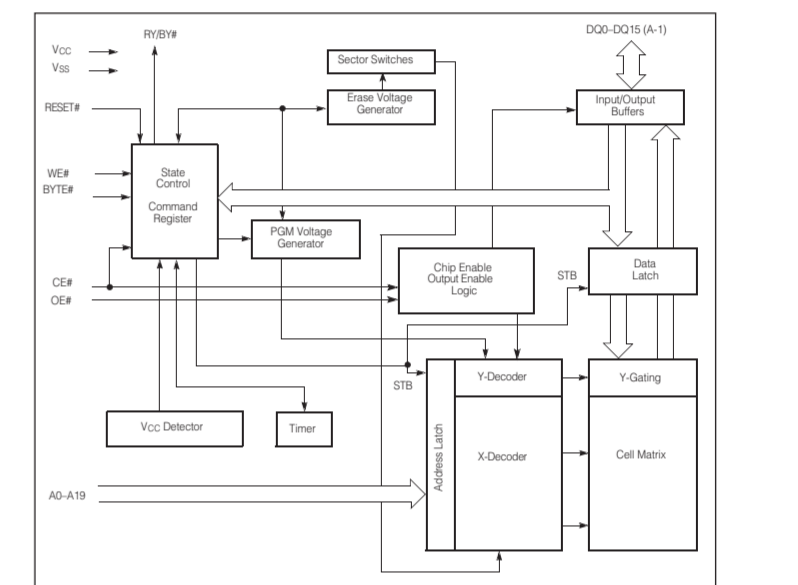 DQ0–DQ15 (A-1)
RY/BY#
VCC
VSS
Sector Switches
RESET#
Erase Voltage
Generator
Input/Output
Buffers
WE#
BYTE#
State
Control
Command
Register
PGM Voltage
Generator
Chip Enable
Output Enable
Logic
STB
Data
Latch
CE#
OE#
STB
Y-Decoder
Y-Gating
VCC Detector
Timer
Address Latch
X-Decoder
Cell Matrix
A0–A19